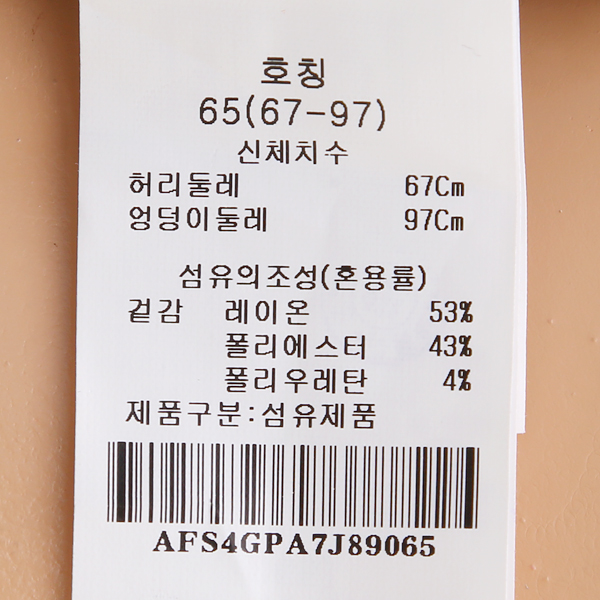 호칭
65(67-97)
신체치수
허리둘레 67Cm
엉덩이둘레 97Cm
섬유의조성(혼용률)
겉감 레이온 53%
폴리에스터 43%
폴리우레탄 4%
제품구분:섬유제품
AFS4GPA7J89065